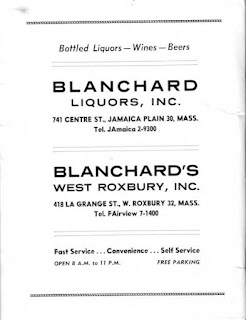 Bottled Liquors — Wines — Beers
BLANCHARD
LIQUORS, INC.
741 CENTRE ST., JAMAICA PLAIN 30, MASS.
Tel. JAmaica 2-9300
BLANCHARD'S
WEST ROXBURY, INC.
418 LA GRANGE ST., W. ROXBURY 32, MASS.
Tel. FAirview 7-1400
Fast Service . . . Convenience . . . Self Service
OPEN 8 A.M. to 11 P.M. FREE PARKING